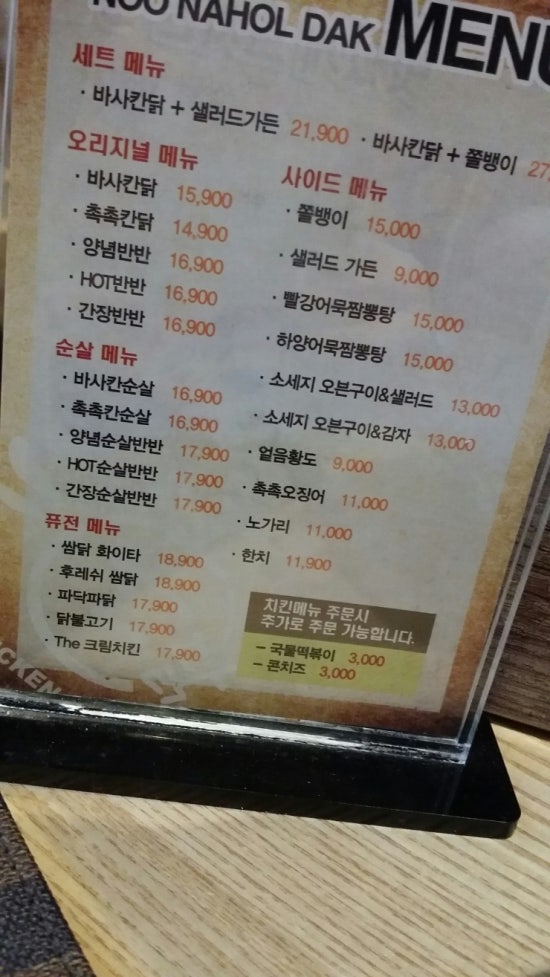 NOO NAHOL DAK MENU
세트 메뉴
· 바사칸닭 + 샐러드가든 21,900 · 바사칸닭 + 쫄뱅이
오리지널 메뉴
· 바사칸닭 15,900
· 촉촉칸닭 14,900
· 양념반반 16,900
· HOT반반 16,900
· 간장반반 16,900
순살 메뉴
· 바사칸순살 16,900
· 촉촉칸순살 16,900
· 양념순살반반 17,900
· HOT순살반반 17,900
· 간장순살반반 17,900
퓨전 메뉴
· 쌈닭 화이타 18,900
· 후레쉬 쌈닭 18,900
· 파닥파닭 17,900
· 닭불고기 17,900
· The 크림치킨 17,900
사이드 메뉴
· 쫄뱅이 15,000
· 샐러드 가든 9,000
· 빨강어묵짬뽕탕 15,000
· 하양어묵짬뽕탕 15,000
· 소세지 오븐구이&샐러드 13,000
· 소세지 오븐구이&감자 13,000
· 얼음황도 9,000
· 촉촉오징어 11,000
· 노가리 11,000
· 한치 11,900
치킨메뉴 주문시
추가로 주문 가능합니다.
– 국물떡볶이 3,000
– 콘치즈 3,000